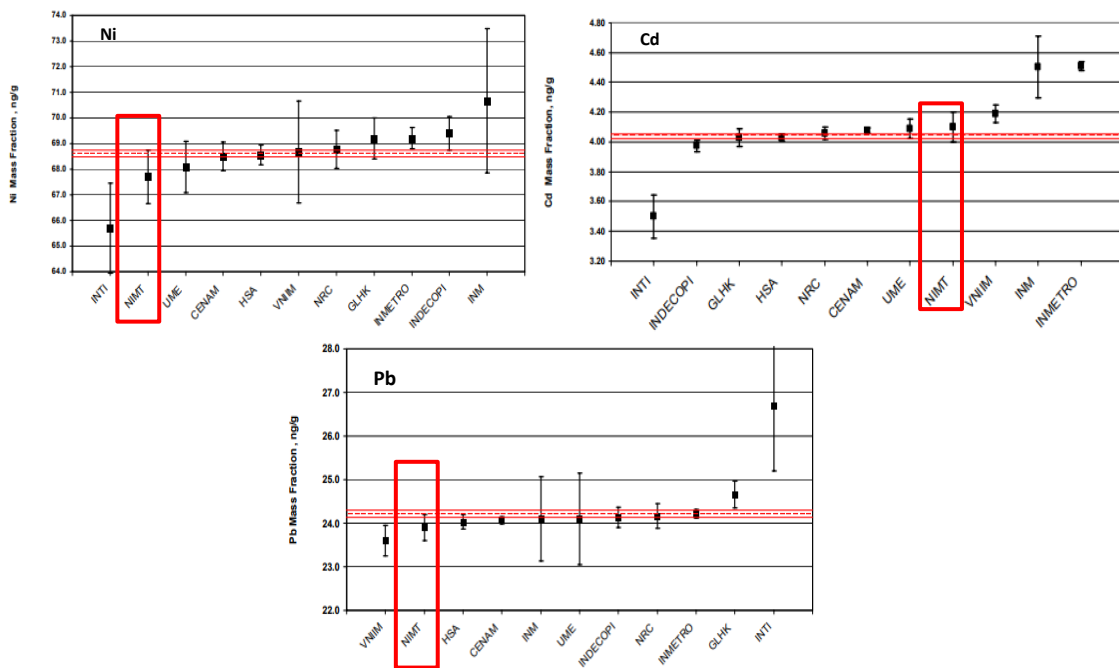 Ni
Ni Mass Fraction, ng/g
74.0
73.0
72.0
71.0
70.0
69.0
68.0
67.0
66.0
65.0
64.0
INTI
NIMT
UME
CENAM
HSA
VNIIM
NRC
GLHK
INMETRO
INDECOPI
INM
Cd
Cd Mass Fraction, ng/g
4.80
4.60
4.40
4.20
4.00
3.80
3.60
3.40
3.20
INTI
INDECOPI
GLHK
HSA
NRC
CENAM
UME
NIMT
VNIIM
INM
INMETRO
Pb
Pb Mass Fraction, ng/g
28.0
27.0
26.0
25.0
24.0
23.0
22.0
VNIIM
NIMT
HSA
CENAM
INM
UME
INDECOPI
NRC
INMETRO
GLHK
INTI